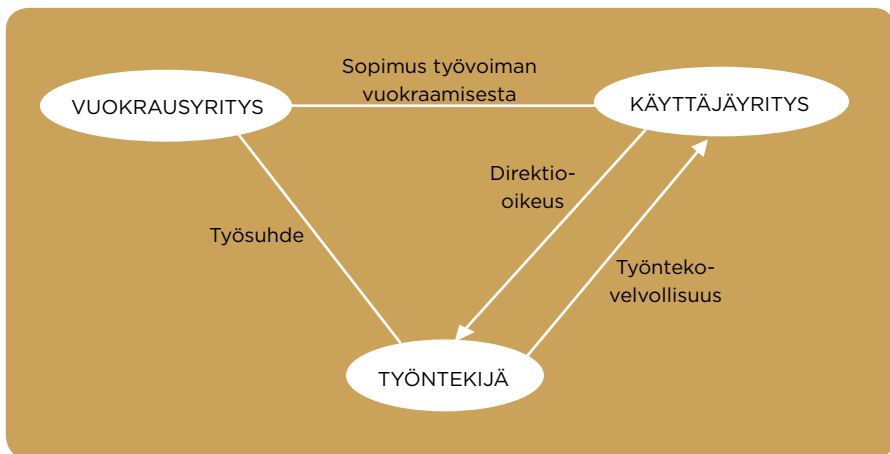 Sopimus työvoiman
vuokraamisesta
VUOKRAUSYRITYS
KÄYTTÄJÄYRITYS
Direktio-
oikeus
Työsuhde
Työnteko-
velvollisuus
TYÖNTEKIJÄ